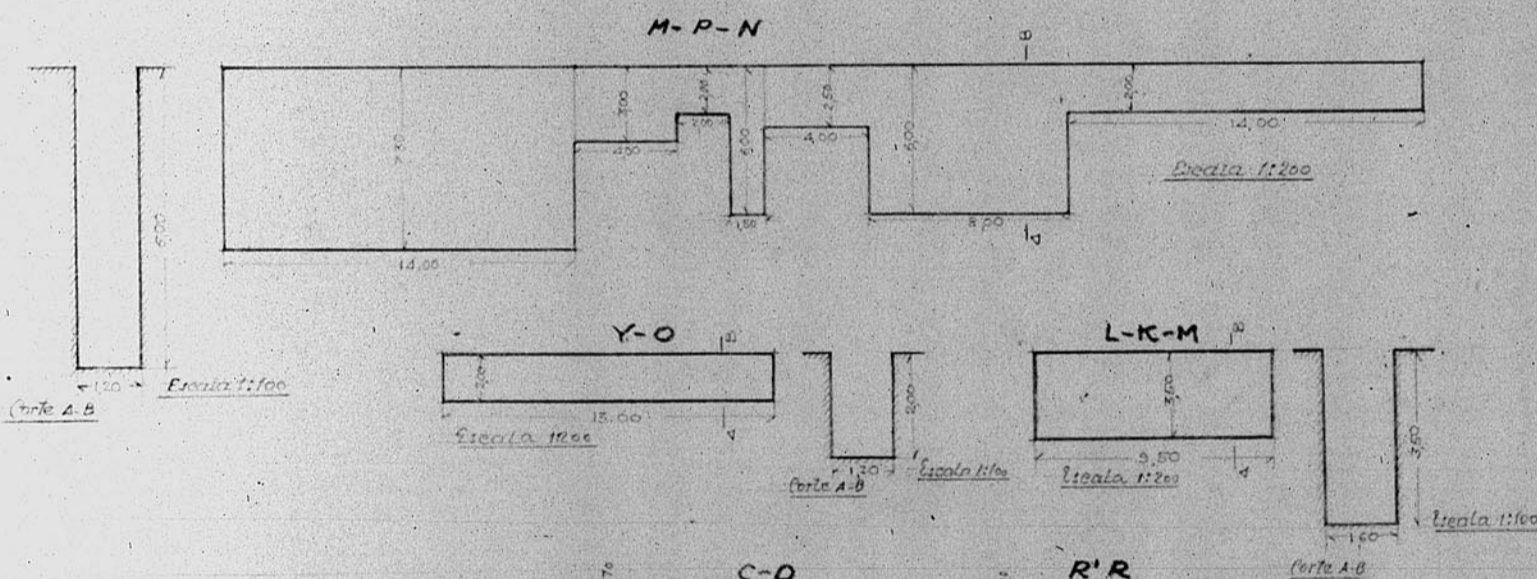 M-P-N
B
7.30
14,00
3,00
4,00
2,00
6,00
1,50
2,50
4,00
6,00
8,00
A
2,00
14,00
Escala 1:200
6,00
1,20
Escala 1:100
Corte A-B
Y-O
B
2,00
13.00
A
Escala 1:200
2,00
1,20
Escala 1:100
Corte A-B
L-K-M
B
3,50
9,50
A
Escala 1:200
3,50
1,60
Escala 1:100
Corte A-B
C-D
R'R